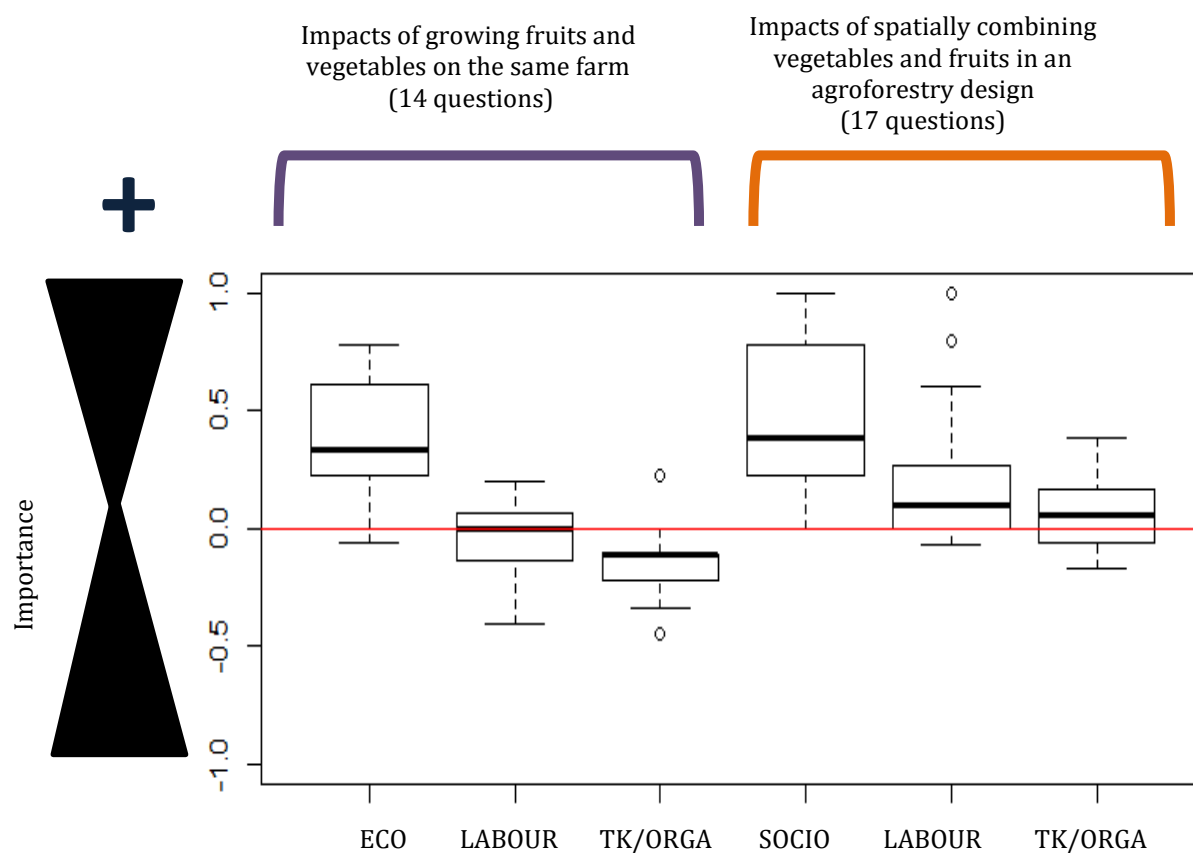 Impacts of growing fruits and
vegetables on the same farm
(14 questions)
Impacts of spatially combining
vegetables and fruits in an
agroforestry design
(17 questions)
+
Importance
1.0
0.5
0.0
-0.5
-1.0
ECO LABOUR TK/ORGA SOCIO LABOUR TK/ORGA